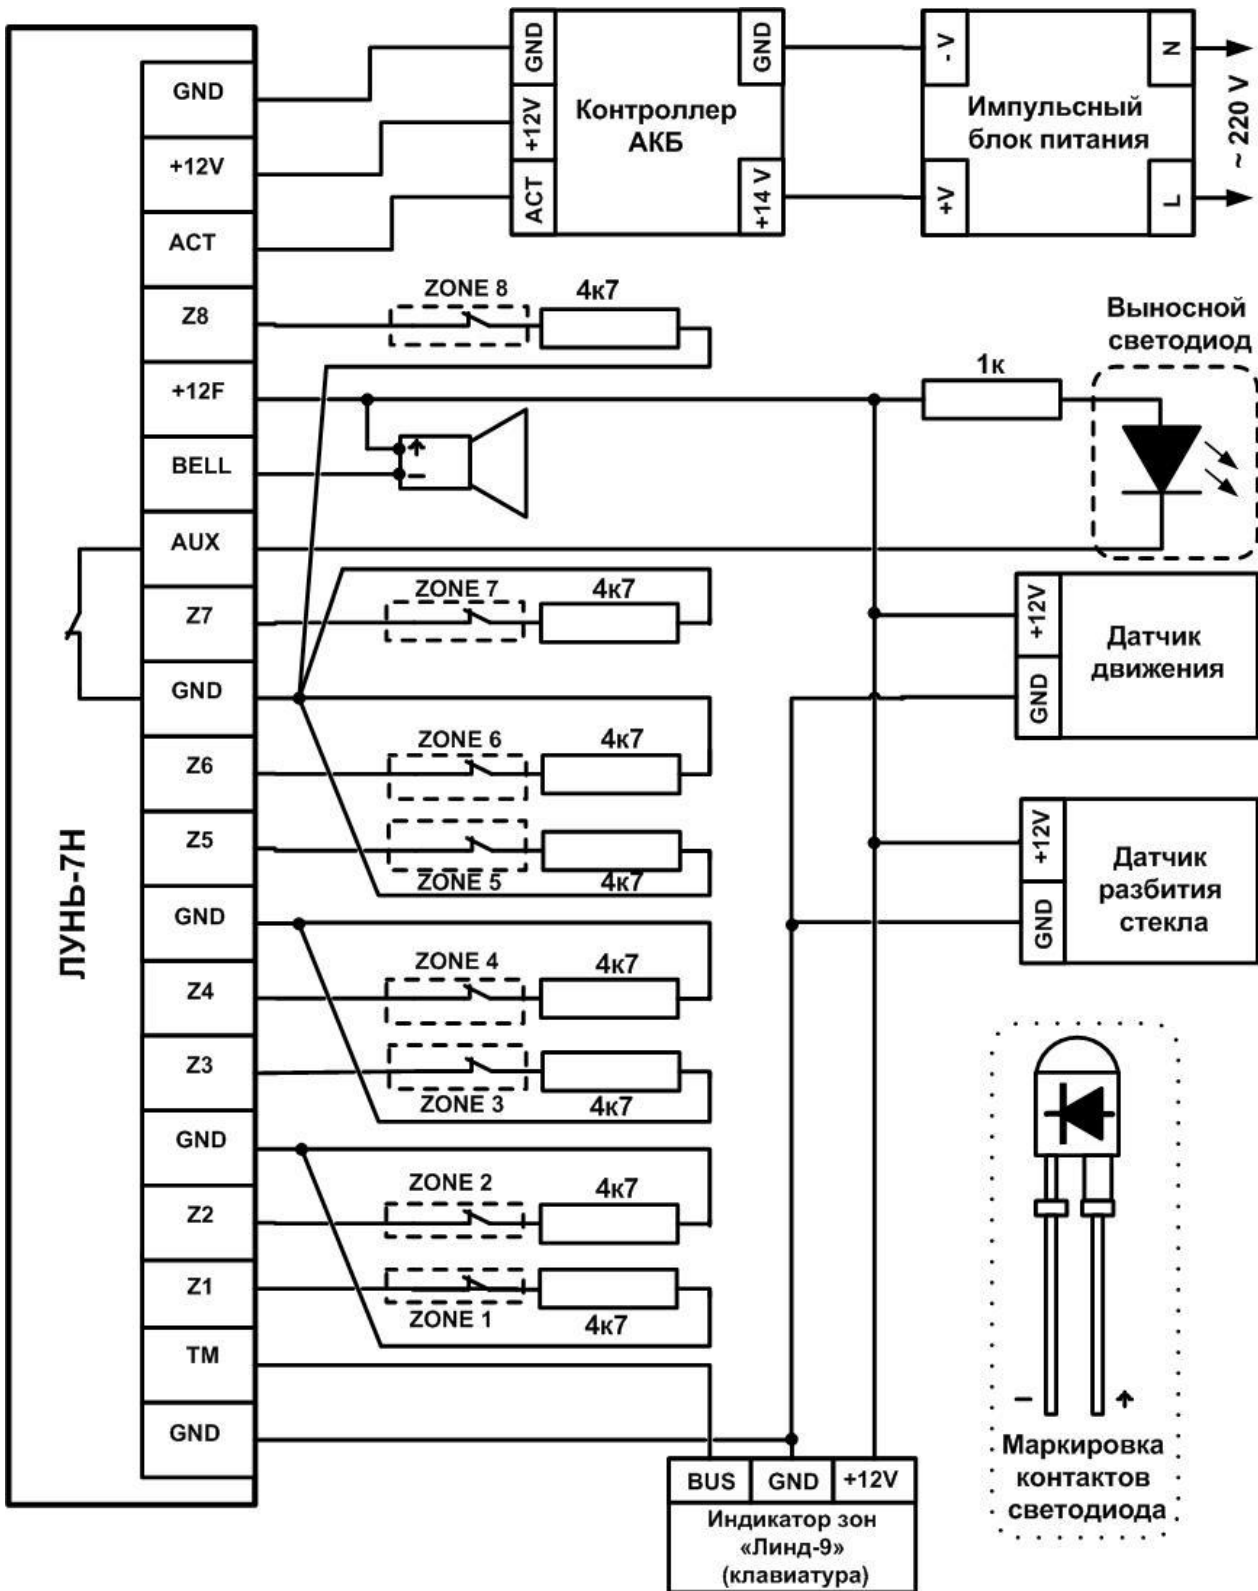 ЛУНЬ-7Н
GND
+12V
ACT
Z8
+12F
BELL
AUX
Z7
GND
Z6
Z5
GND
Z4
Z3
GND
Z2
Z1
TM
GND
GND
+12V
ACT
Контроллер
АКБ
GND
+14 V
- V
+V
Импульсный
блок питания
N
L
~ 220 V
ZONE 8
4к7
1к
Выносной
светодиод
–
ZONE 7
4к7
ZONE 6
4к7
ZONE 5
4к7
ZONE 4
4к7
ZONE 3
4к7
ZONE 2
4к7
ZONE 1
4к7
+12V
GND
Датчик
движения
+12V
GND
Датчик
разбития
стекла
–
Маркировка
контактов
светодиода
BUS
GND
+12V
Индикатор зон
«Линд-9»
(клавиатура)